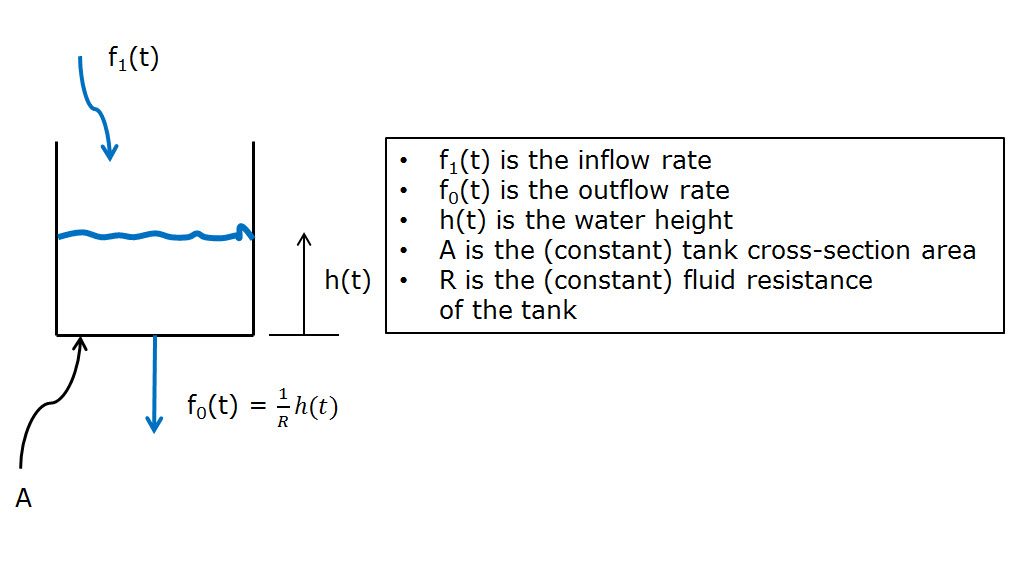 f₁(t)
• f₁(t) is the inflow rate
• f₀(t) is the outflow rate
• h(t) is the water height
• A is the (constant) tank cross-section area
• R is the (constant) fluid resistance
of the tank
h(t)
f₀(t) = 1/R h(t)
A